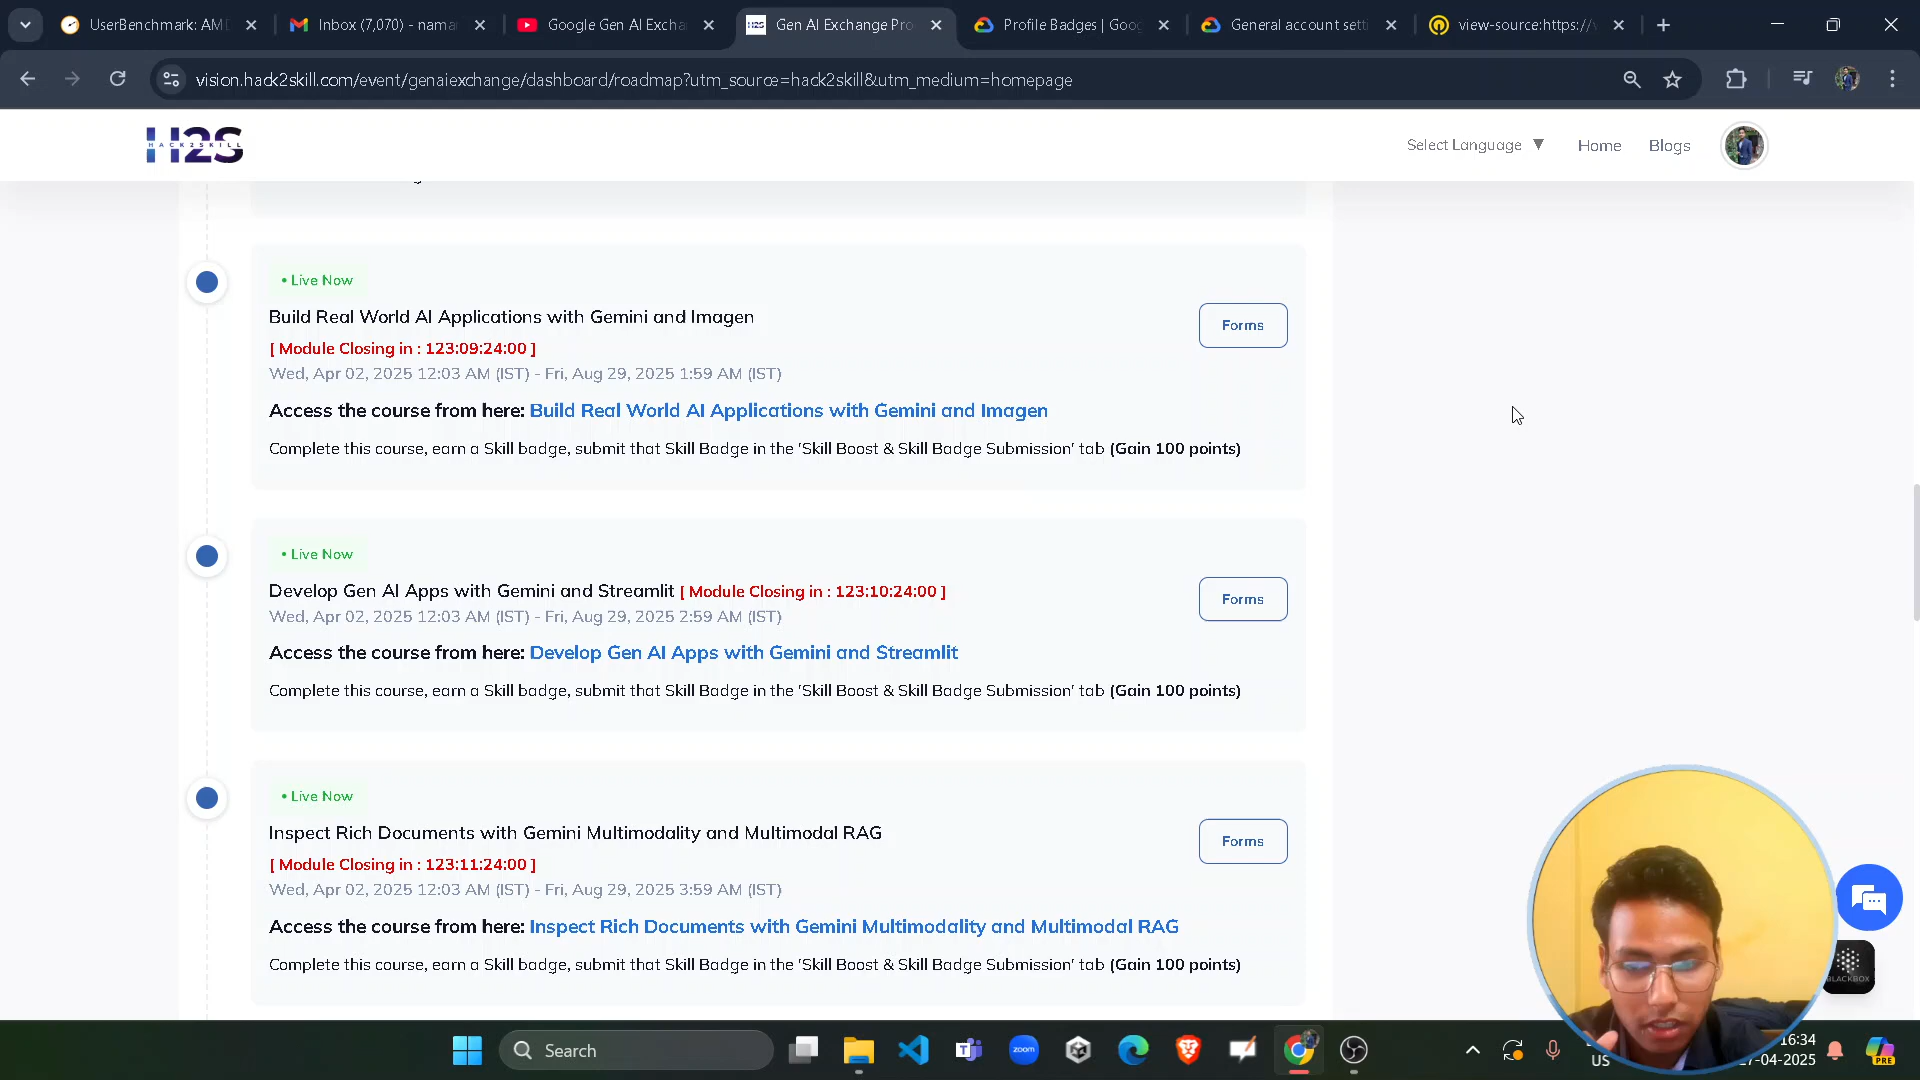 UserBenchmark: AM
Inbox (7,070) - nama
Google Gen AI Excha
Gen AI Exchange Pro
Profile Badges | Goog
General account sett
view-source:https://v
vision.hack2skill.com/event/genaiexchange/dashboard/roadmap?utm_source=hack2skill&utm_medium=homepage
H2S
HACK2SKILL
Select Language ▼
Home
Blogs
• Live Now
Build Real World AI Applications with Gemini and Imagen
Forms
[ Module Closing in : 123:09:24:00 ]
Wed, Apr 02, 2025 12:03 AM (IST) - Fri, Aug 29, 2025 1:59 AM (IST)
Access the course from here: Build Real World AI Applications with Gemini and Imagen
Complete this course, earn a Skill badge, submit that Skill Badge in the 'Skill Boost & Skill Badge Submission' tab (Gain 100 points)
• Live Now
Develop Gen AI Apps with Gemini and Streamlit [ Module Closing in : 123:10:24:00 ]
Forms
Wed, Apr 02, 2025 12:03 AM (IST) - Fri, Aug 29, 2025 2:59 AM (IST)
Access the course from here: Develop Gen AI Apps with Gemini and Streamlit
Complete this course, earn a Skill badge, submit that Skill Badge in the 'Skill Boost & Skill Badge Submission' tab (Gain 100 points)
• Live Now
Inspect Rich Documents with Gemini Multimodality and Multimodal RAG
Forms
[ Module Closing in : 123:11:24:00 ]
Wed, Apr 02, 2025 12:03 AM (IST) - Fri, Aug 29, 2025 3:59 AM (IST)
Access the course from here: Inspect Rich Documents with Gemini Multimodality and Multimodal RAG
Complete this course, earn a Skill badge, submit that Skill Badge in the 'Skill Boost & Skill Badge Submission' tab (Gain 100 points)
BLACKBOX
Search
zoom
US
16:34
7-04-2025
PRE